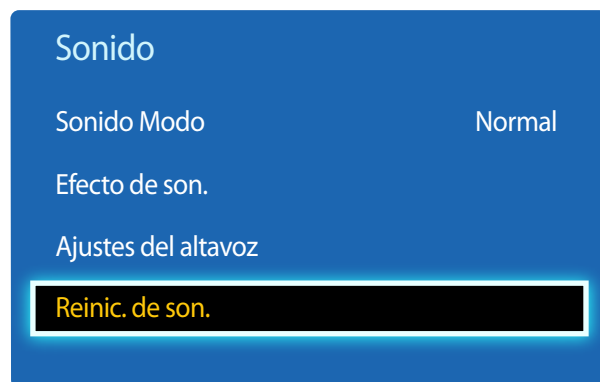 Sonido
Sonido Modo Normal
Efecto de son.
Ajustes del altavoz
Reinic. de son.